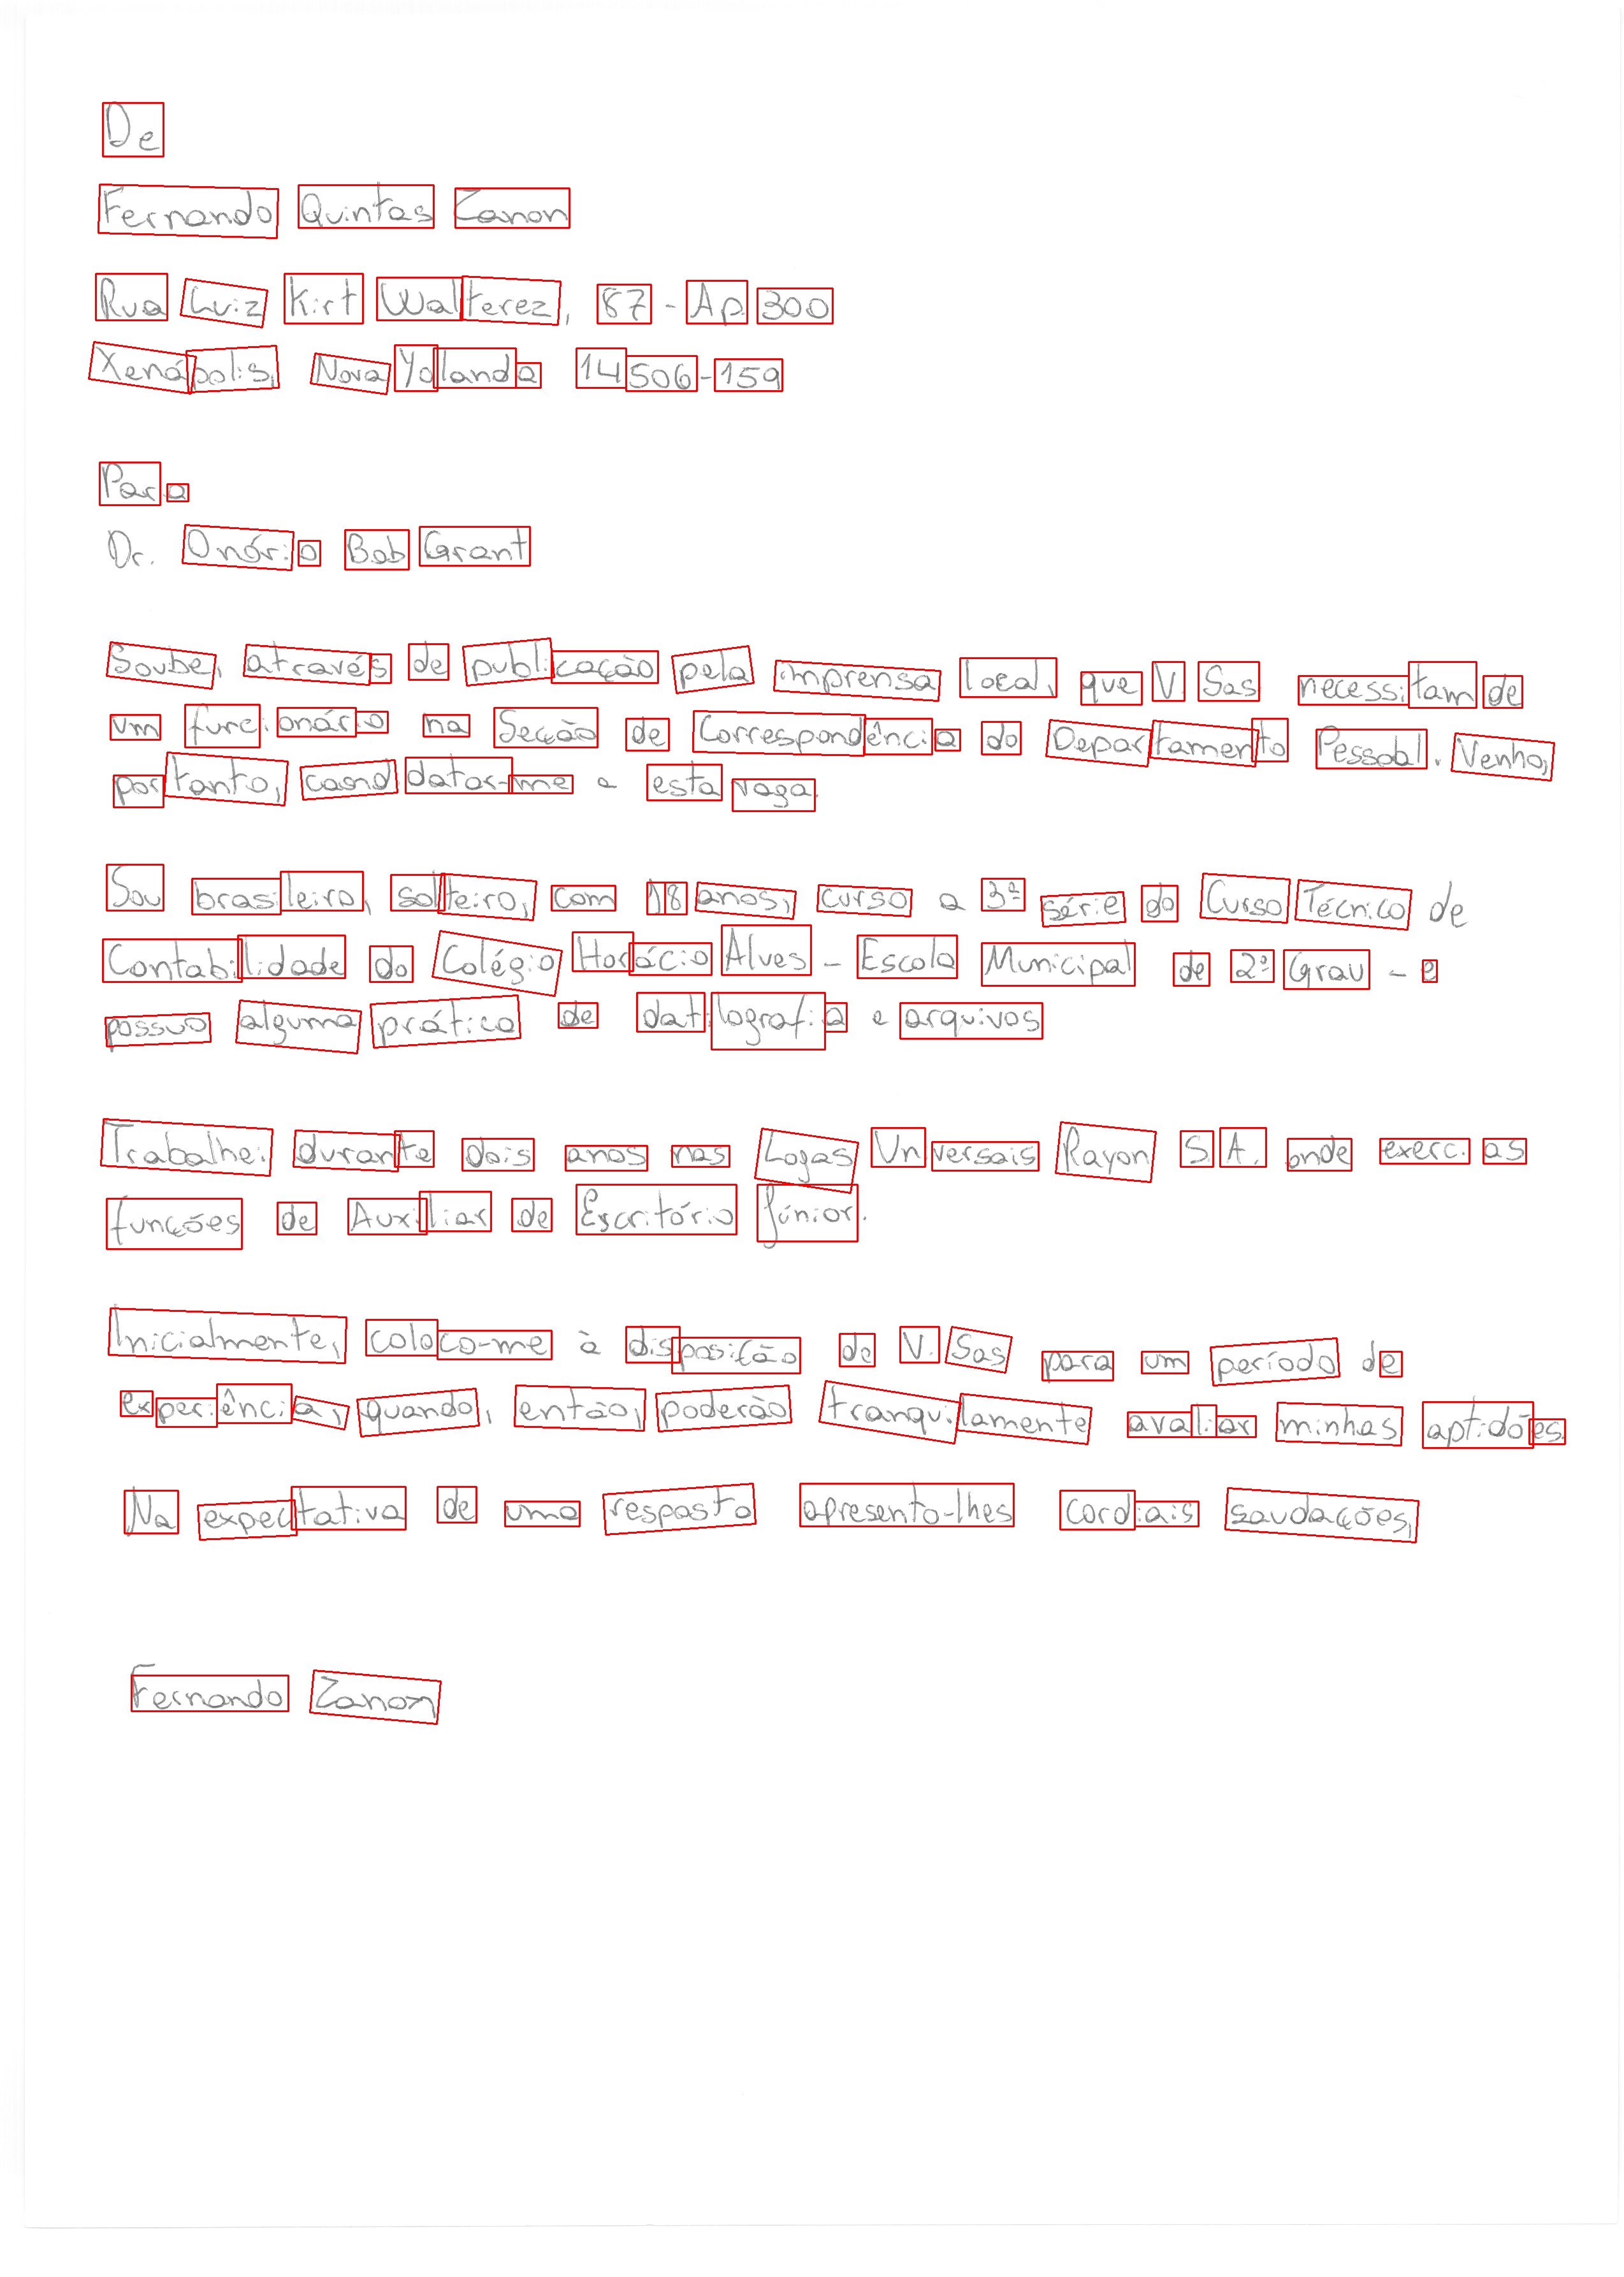 De
Fernando Quintas Zanon
Rua Luiz Kirt Walterez, 87 - Ap 300
Xenápolis, Nova Yolanda 14506-159
Para
Dr. Onório Bob Grant
Soube, através de publicação pela imprensa local, que V. Sas necessitam de
um funcionário na Seção de Correspondência do Departamento Pessoal. Venho,
portanto, candidatar-me a esta vaga.
Sou brasileiro, solteiro, com 18 anos, curso a 3ª série do Curso Técnico de
Contabilidade do Colégio Horácio Alves - Escola Municipal de 2º Grau - e
possuo alguma prática de datilografia e arquivos
Trabalhei durante dois anos nas Logas Universais Rayon S.A. onde exerci as
funções de Auxiliar de Escritório Júnior.
Inicialmente, coloco-me à disposição de V. Sas para um período de
experiência, quando, então, poderão tranquilamente avaliar minhas aptidões.
Na expectativa de uma resposta apresento-lhes cordiais saudações,
Fernando Zanon